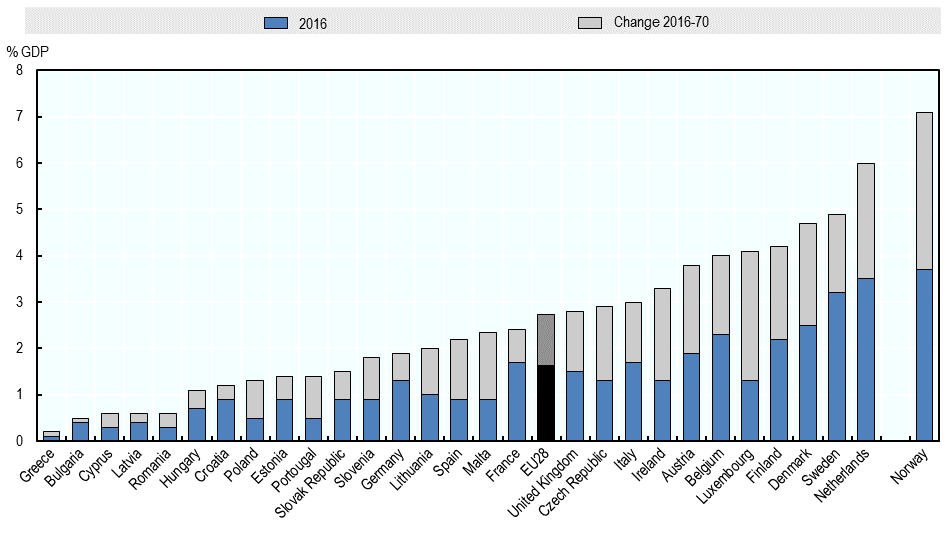 2016
Change 2016-70
% GDP
8
7
6
5
4
3
2
1
0
Greece
Bulgaria
Cyprus
Latvia
Romania
Hungary
Croatia
Poland
Estonia
Portougal
Slovak Republic
Slovenia
Germany
Lithuania
Spain
Malta
France
EU28
United Kingdom
Czech Republic
Italy
Ireland
Austria
Belgium
Luxembourg
Finland
Denmark
Sweden
Netherlands
Norway